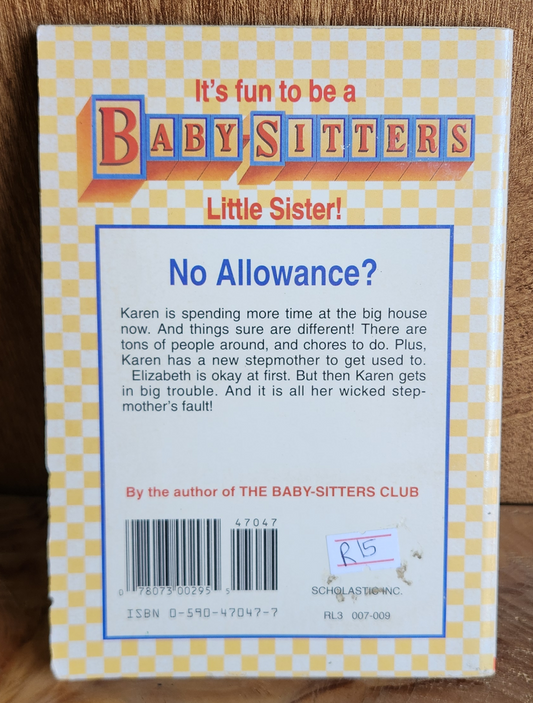 It's fun to be a
BABY-SITTERS
Little Sister!
No Allowance?
Karen is spending more time at the big house
now. And things sure are different! There are
tons of people around, and chores to do. Plus,
Karen has a new stepmother to get used to.
Elizabeth is okay at first. But then Karen gets
in big trouble. And it is all her wicked step-
mother's fault!
By the author of THE BABY-SITTERS CLUB
47047
R15
0 78073 00295 5
SCHOLASTIC INC.
ISBN 0-590-47047-7
RL3 007-009